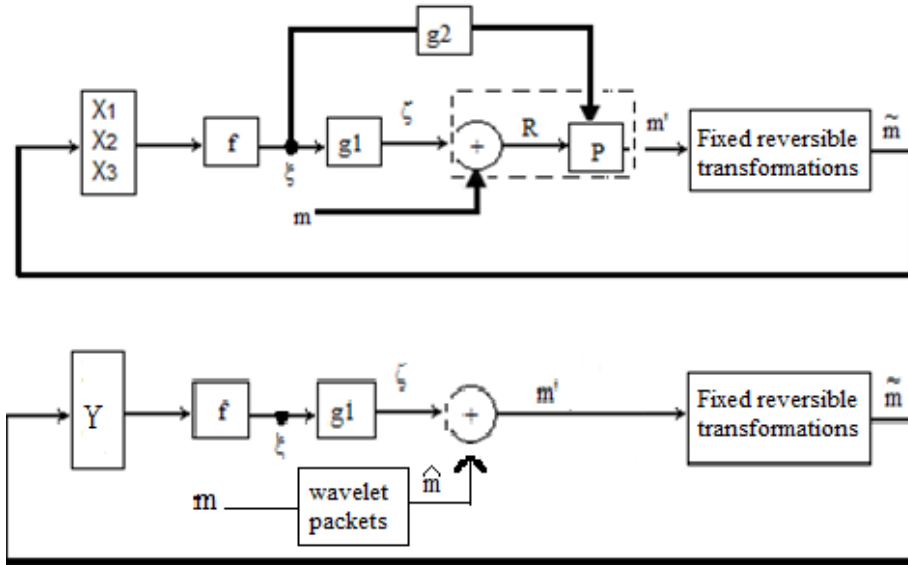 g2
X1
X2
X3
f
ξ
g1
ζ
+
R
P
m'
Fixed reversible
transformations
m̃
m
Y
f
ξ
g1
ζ
+
m'
Fixed reversible
transformations
m̃
m
wavelet
packets
m̂